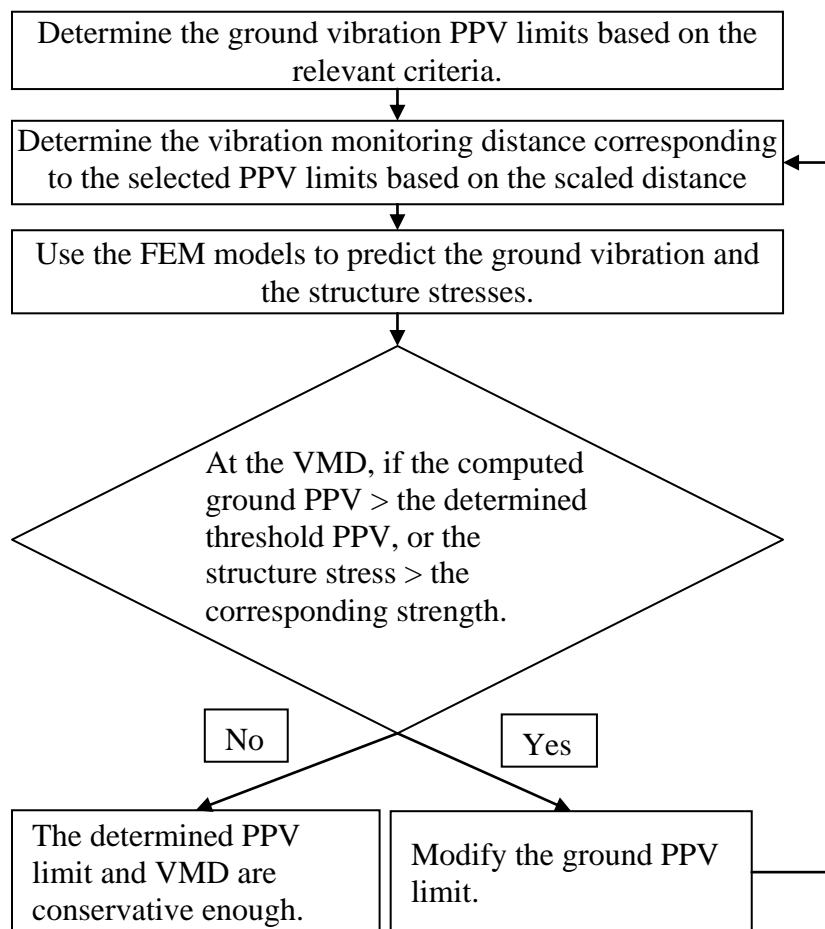 Determine the ground vibration PPV limits based on the
relevant criteria.
Determine the vibration monitoring distance corresponding
to the selected PPV limits based on the scaled distance
Use the FEM models to predict the ground vibration and
the structure stresses.
At the VMD, if the computed
ground PPV > the determined
threshold PPV, or the
structure stress > the
corresponding strength.
No
Yes
The determined PPV
limit and VMD are
conservative enough.
Modify the ground PPV
limit.